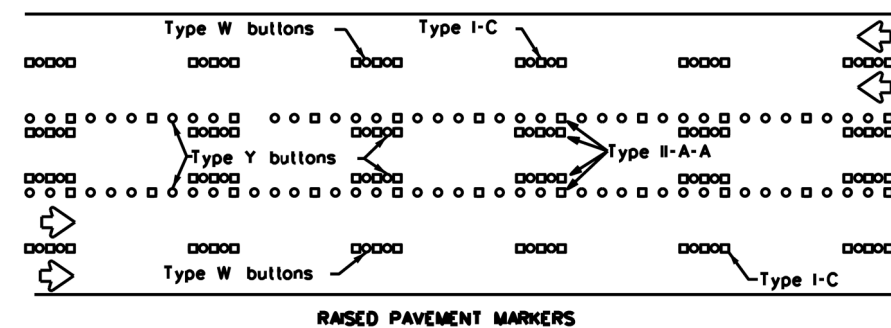 Type W buttons
Type I-C
Type Y buttons
Type II-A-A
Type W buttons
Type I-C
RAISED PAVEMENT MARKERS